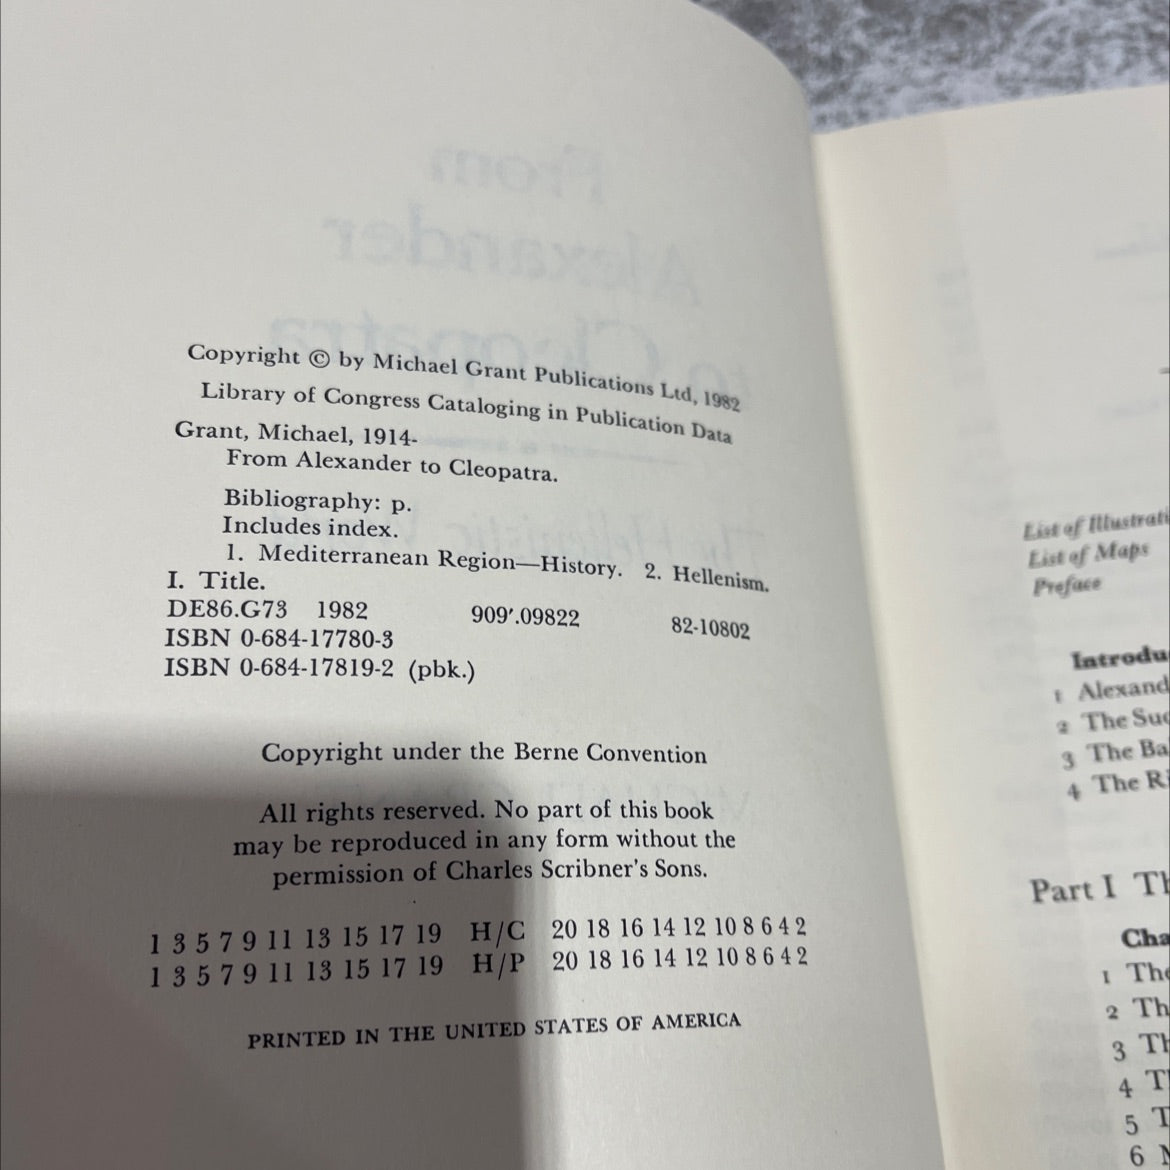 Copyright © by Michael Grant Publications Ltd, 1982
Library of Congress Cataloging in Publication Data
Grant, Michael, 1914-
From Alexander to Cleopatra.
Bibliography: p.
Includes index.
1. Mediterranean Region—History. 2. Hellenism.
I. Title.
DE86.G73 1982 909′.09822 82-10802
ISBN 0-684-17780-3
ISBN 0-684-17819-2 (pbk.)
Copyright under the Berne Convention
All rights reserved. No part of this book
may be reproduced in any form without the
permission of Charles Scribner's Sons.
1 3 5 7 9 11 13 15 17 19 H/C 20 18 16 14 12 10 8 6 4 2
1 3 5 7 9 11 13 15 17 19 H/P 20 18 16 14 12 10 8 6 4 2
PRINTED IN THE UNITED STATES OF AMERICA
List of Illustrati
List of Maps
Preface
Introdu
1 Alexand
2 The Suc
3 The Ba
4 The Ri
Part I Th
Cha
1 The
2 Th
3 Th
4 T
5 T
6